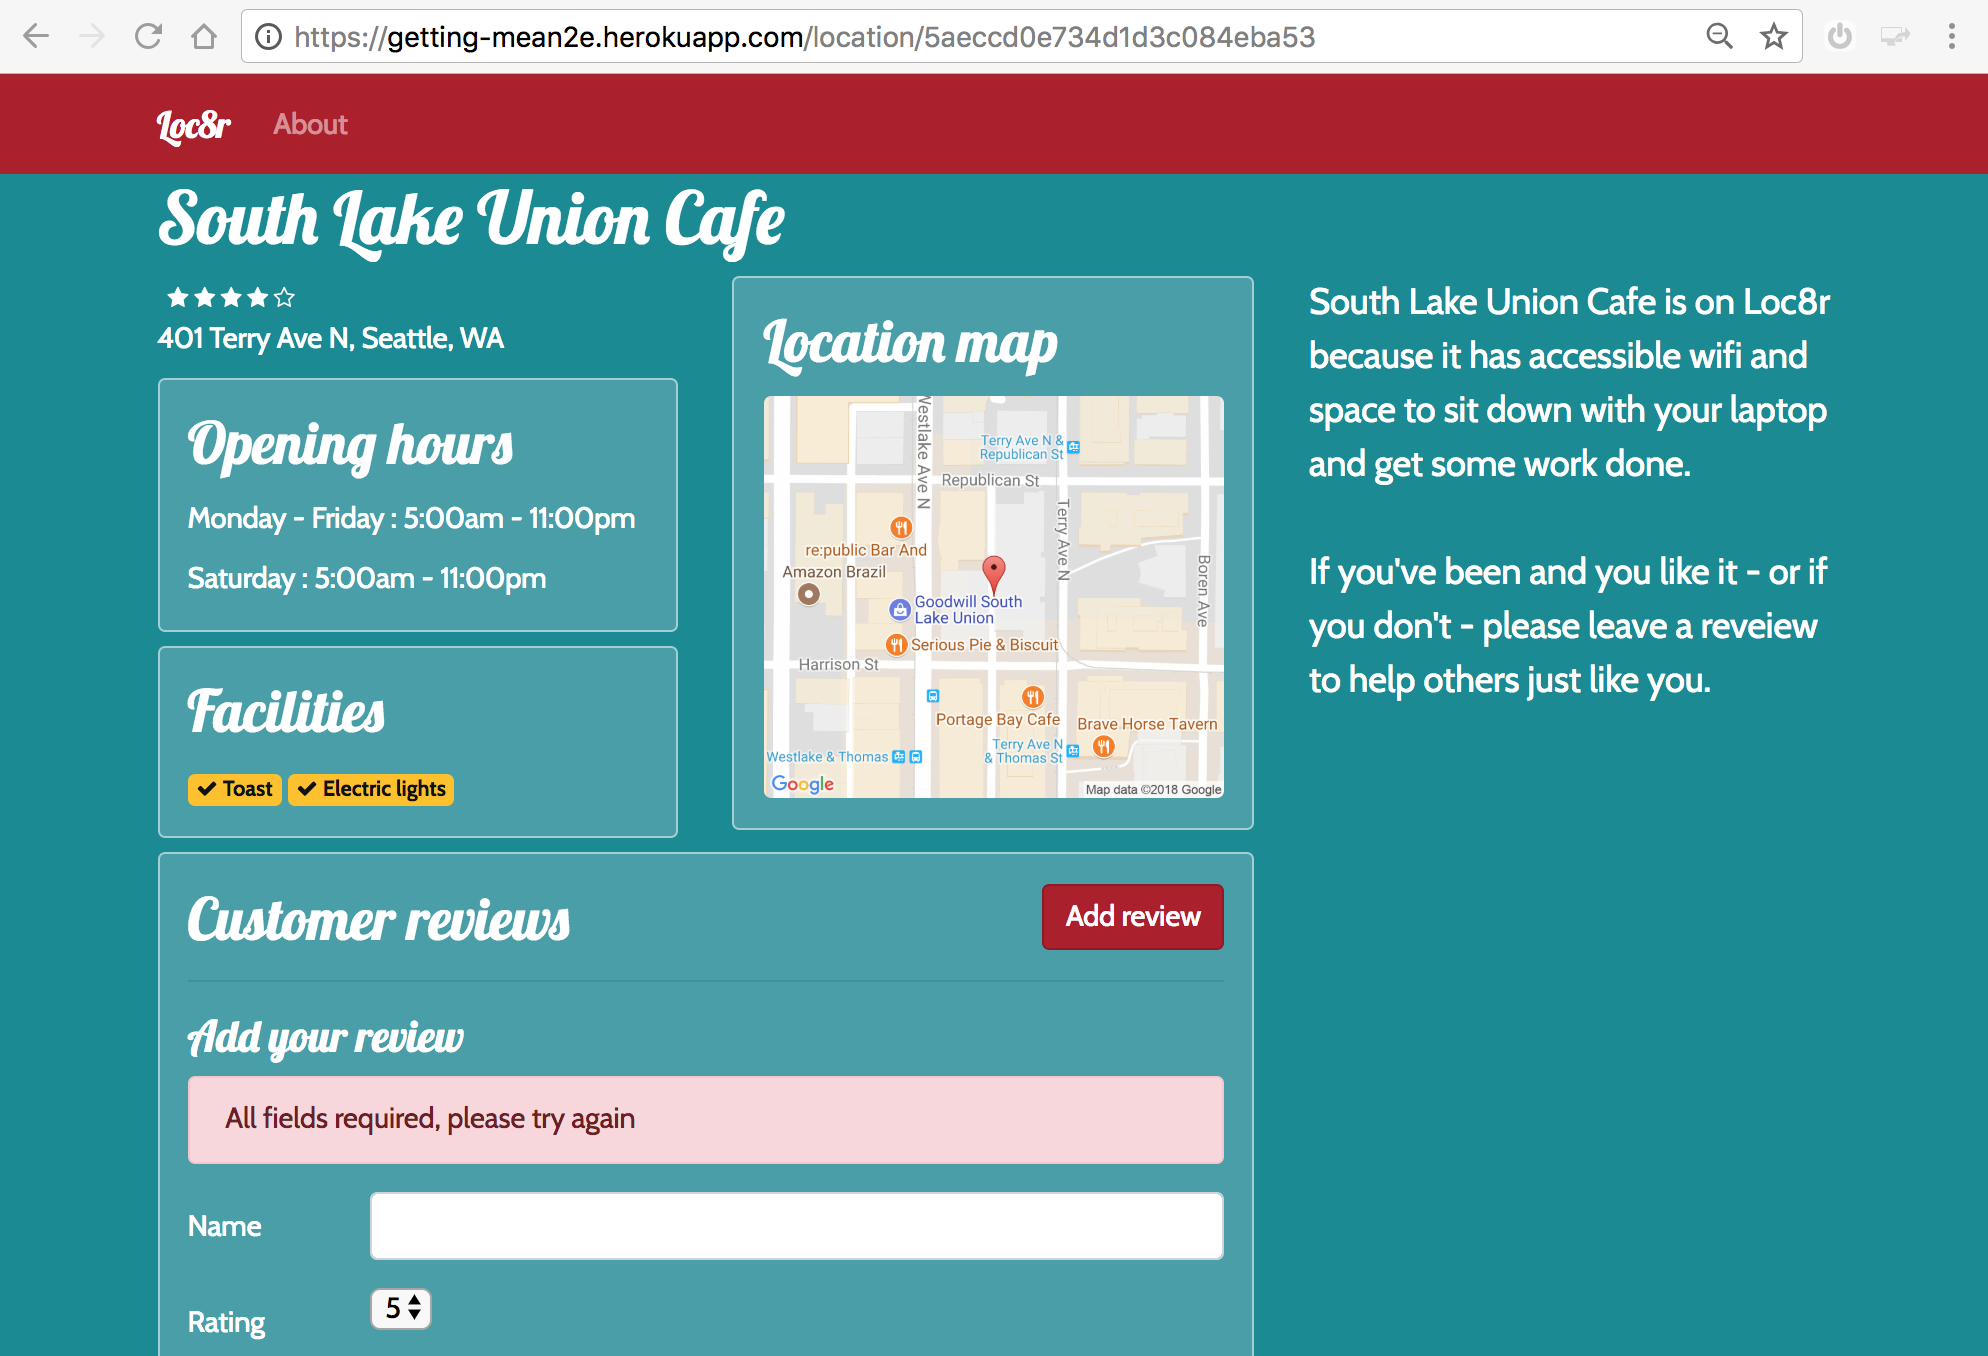 https://getting-mean2e.herokuapp.com/location/5aeccd0e734d1d3c084eba53
Loc8r About
South Lake Union Cafe
401 Terry Ave N, Seattle, WA
Opening hours
Monday - Friday : 5:00am - 11:00pm
Saturday : 5:00am - 11:00pm
Facilities
Toast Electric lights
Location map
Westlake Ave N
Terry Ave N &
Republican St
Republican St
Terry Ave N
re:public Bar And
Amazon Brazil
Boren Ave
Goodwill South
Lake Union
Serious Pie & Biscuit
Harrison St
Portage Bay Cafe
Brave Horse Tavern
Westlake & Thomas
Terry Ave N
& Thomas St
Google
Map data ©2018 Google
South Lake Union Cafe is on Loc8r
because it has accessible wifi and
space to sit down with your laptop
and get some work done.
If you've been and you like it - or if
you don't - please leave a reveiew
to help others just like you.
Customer reviews
Add review
Add your review
All fields required, please try again
Name
Rating 5